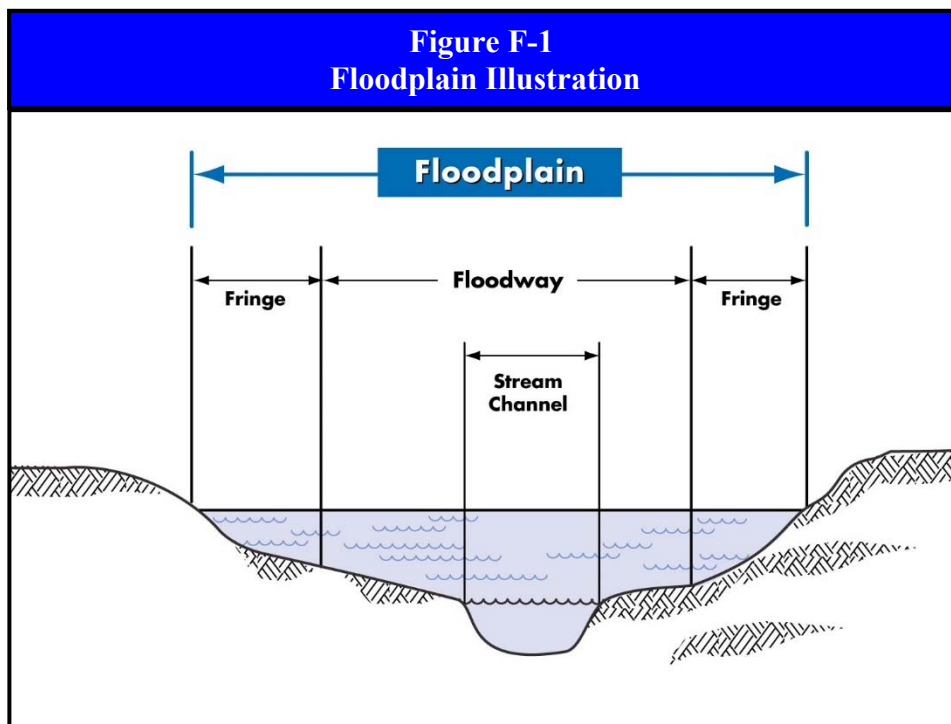 Figure F-1
Floodplain Illustration
Floodplain
Fringe
Floodway
Fringe
Stream
Channel